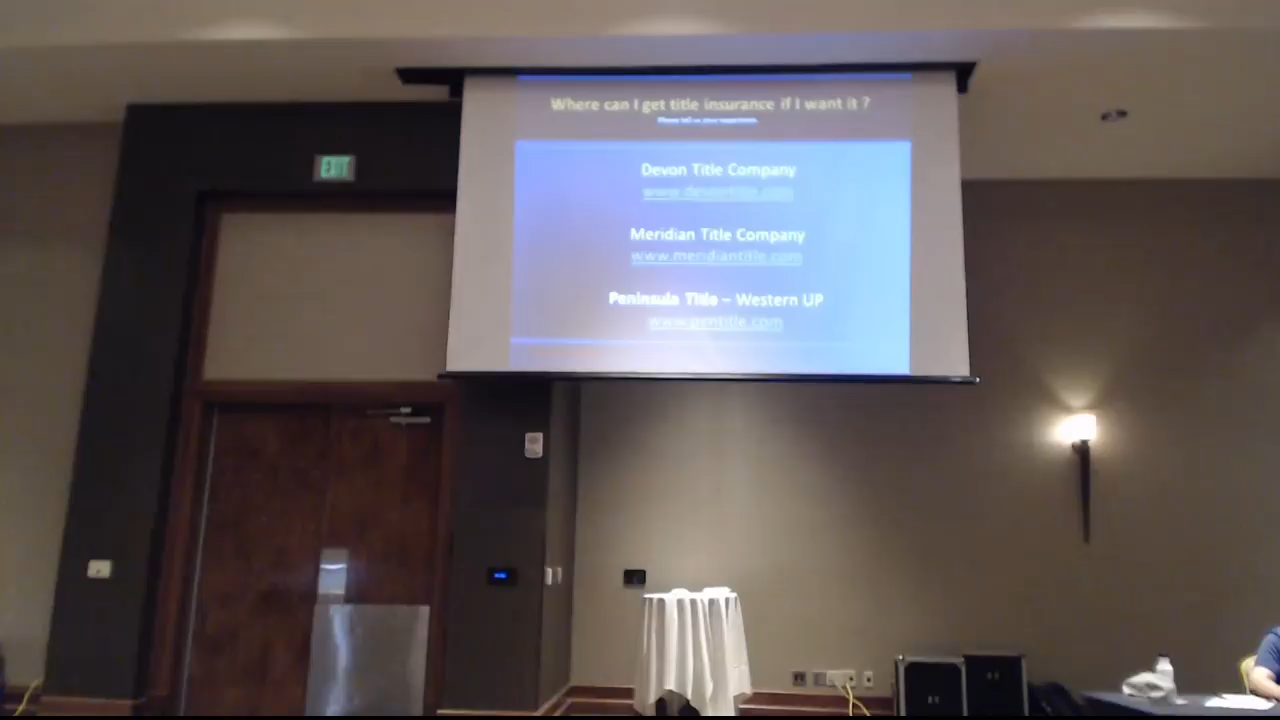 EXIT
Where can I get title insurance if I want it ?
Devon Title Company
www.devontitle.com
Meridian Title Company
www.meridiantitle.com
Peninsula Title – Western UP
www.pentitle.com